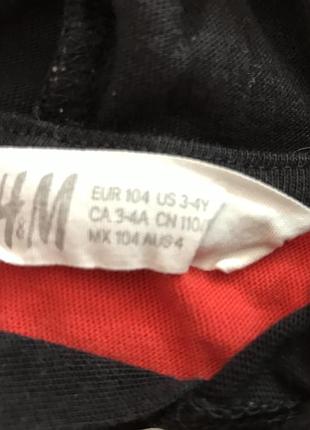 H&M
EUR 104 US 3-4Y
CA 3-4A CN 110/
MX 104 AUS 4